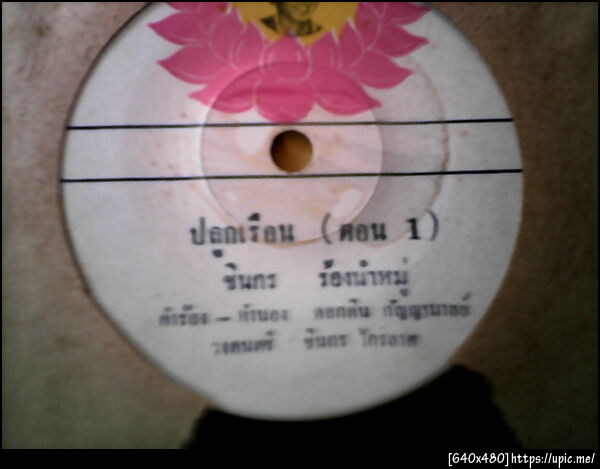 ปลูกเรือน (ตอน 1)
ชินกร ร้องนำหมู่
คำร้อง - ทำนอง ดอกดิน กัญญามาลย์
วงดนตรี ชินกร ไกรลาศ
[640x480]https://upic.me/